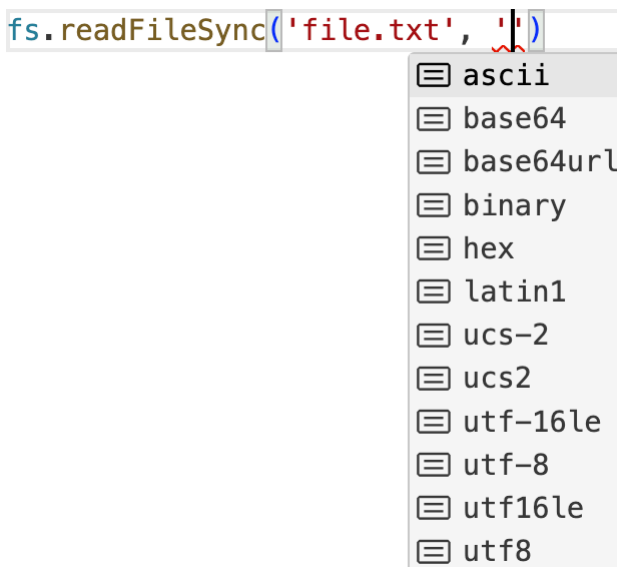 fs.readFileSync('file.txt', '')
ascii
base64
base64url
binary
hex
latin1
ucs-2
ucs2
utf-16le
utf-8
utf16le
utf8